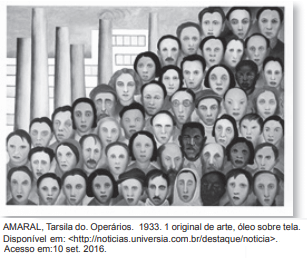 AMARAL, Tarsila do. Operários.  1933. 1 original de arte, óleo sobre tela.
Disponível em: <http://noticias.universia.com.br/destaque/noticia>.
Acesso em:10 set. 2016.